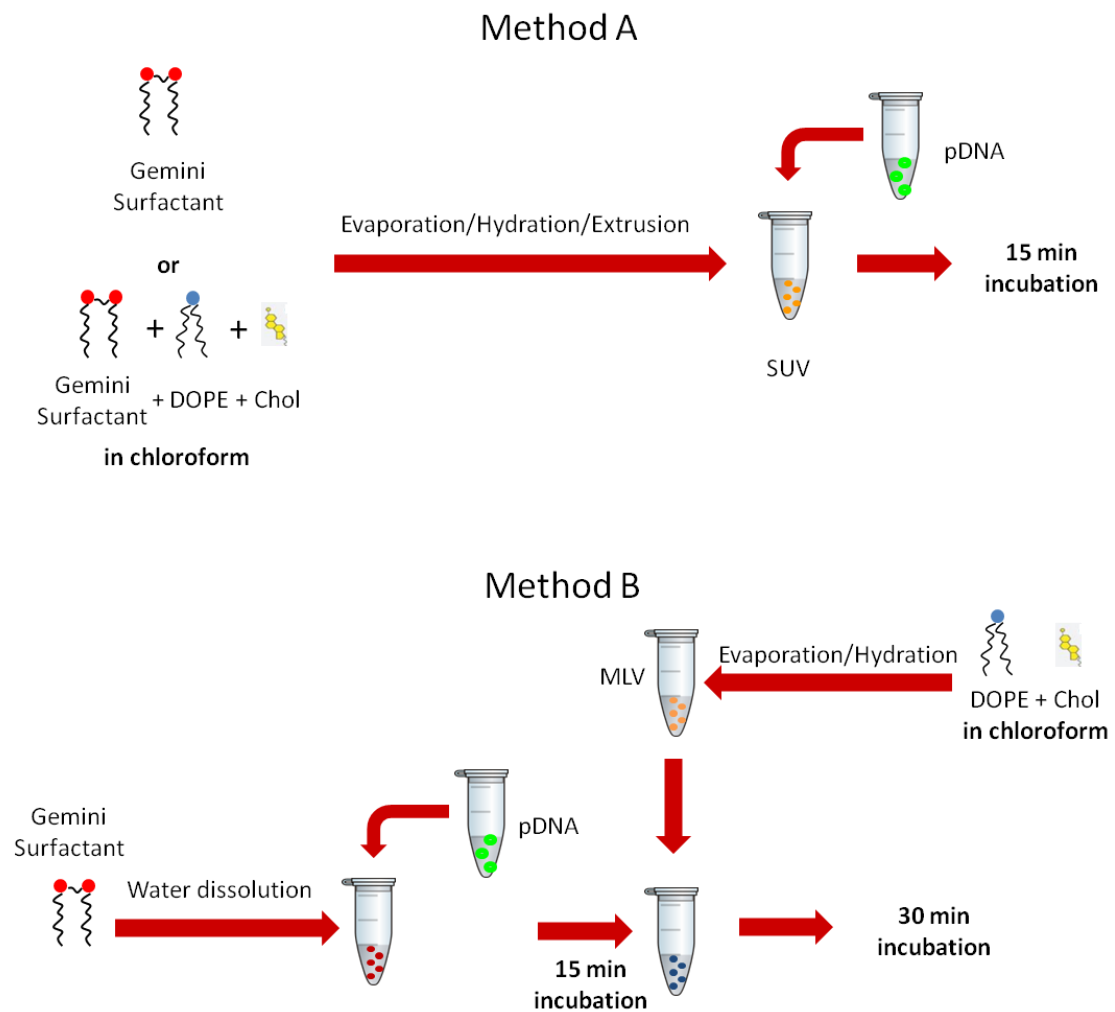 Method A
Gemini
Surfactant
or
+
+
Gemini
Surfactant
+ DOPE + Chol
in chloroform
Evaporation/Hydration/Extrusion
pDNA
SUV
15 min
incubation
Method B
MLV
Evaporation/Hydration
DOPE + Chol
in chloroform
Gemini
Surfactant
Water dissolution
pDNA
15 min
incubation
30 min
incubation